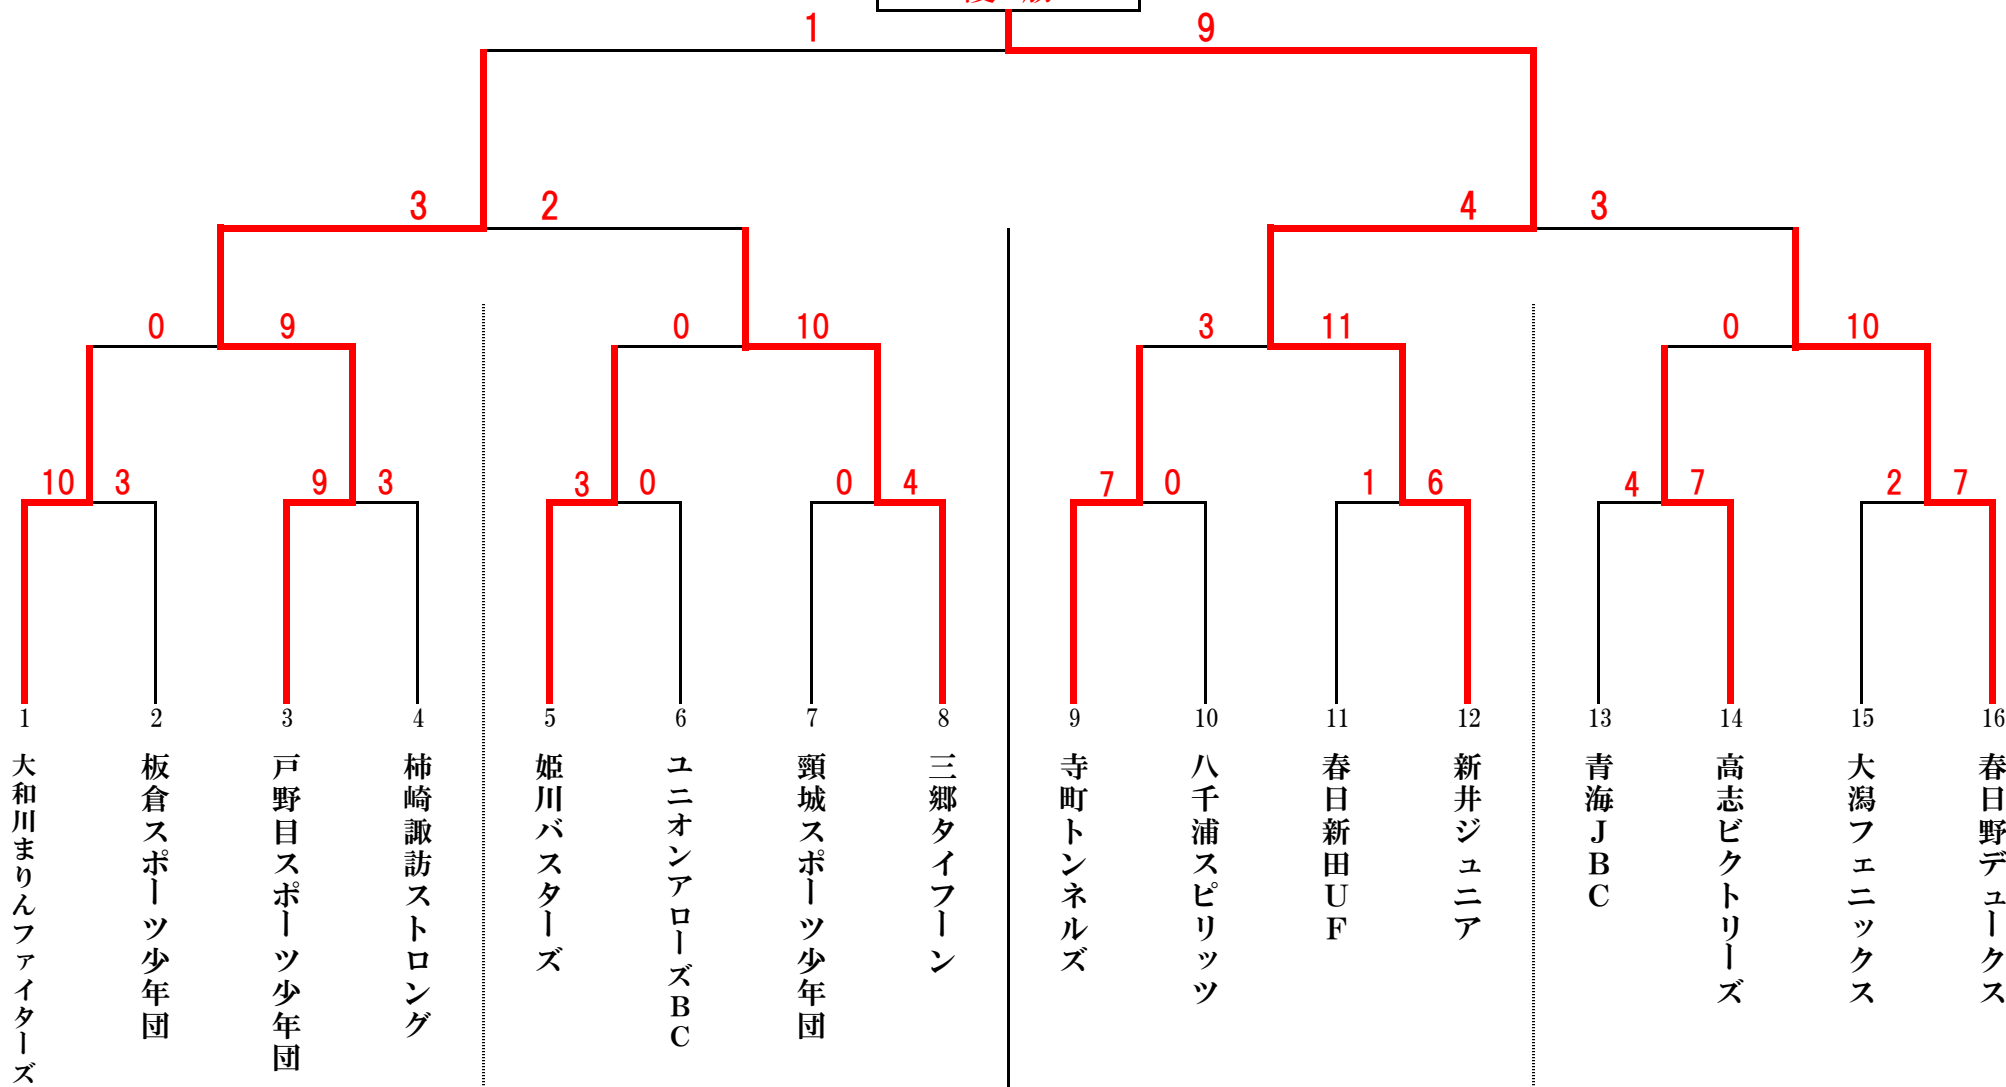 1 9
3 2 4 3
0 9 0 10 3 11 0 10
10 3 9 3 3 0 0 4 7 0 1 6 4 7 2 7
1 2 3 4 5 6 7 8 9 10 11 12 13 14 15 16
大和川まりんファイターズ
板倉スポーツ少年団
戸野目スポーツ少年団
柿崎諏訪ストロング
姫川バスターズ
ユニオンアローズBC
頸城スポーツ少年団
三郷タイフーン
寺町トンネルズ
八千浦スピリッツ
春日新田UF
新井ジュニア
青海JBC
高志ビクトリーズ
大潟フェニックス
春日野デュークス